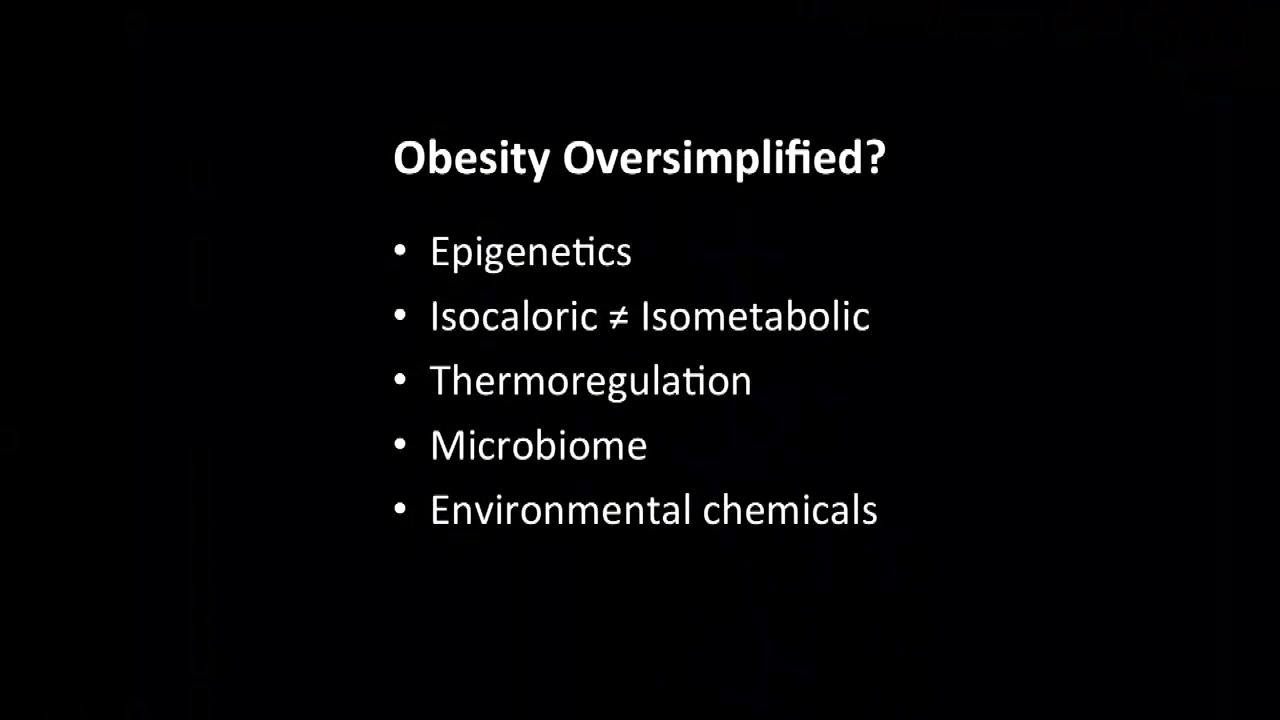 Obesity Oversimplified?
• Epigenetics
• Isocaloric ≠ Isometabolic
• Thermoregulation
• Microbiome
• Environmental chemicals